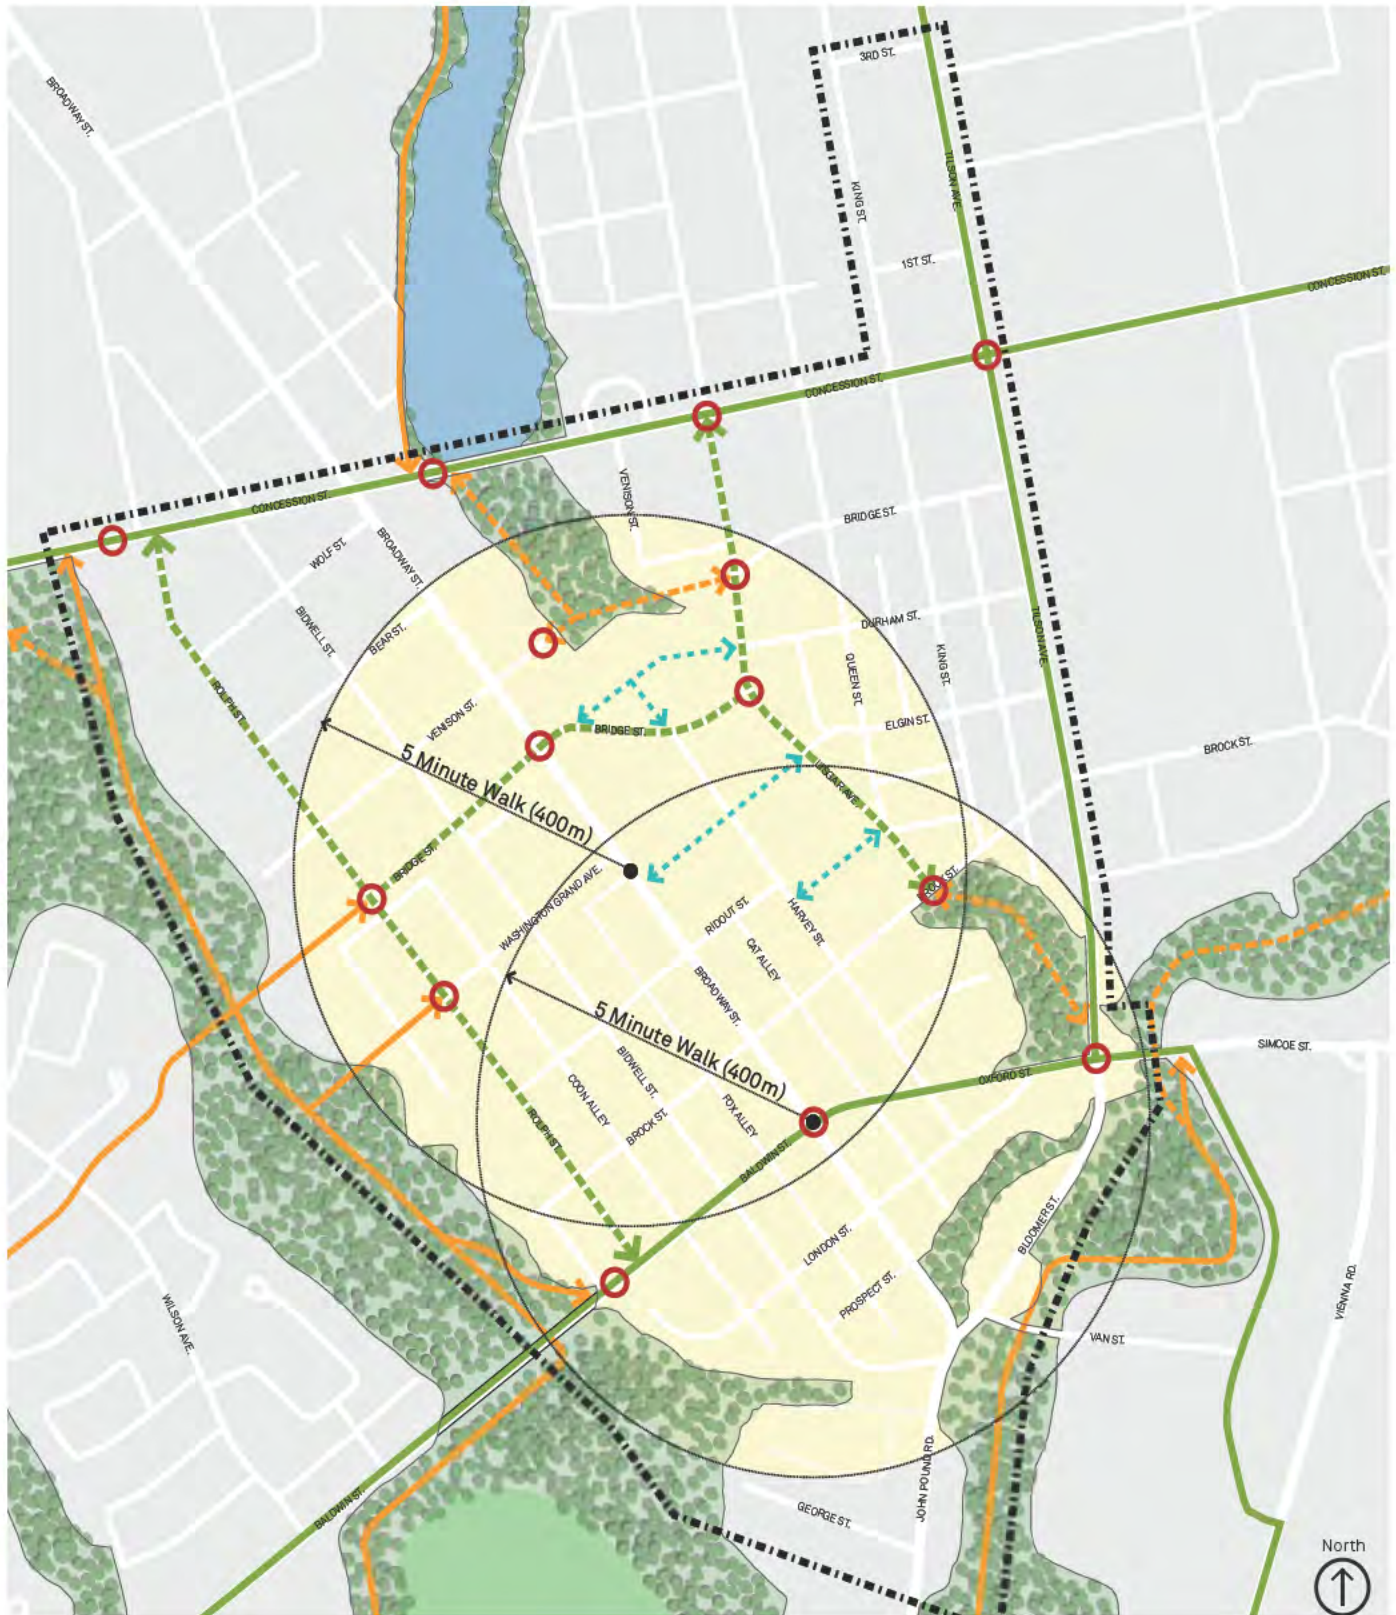 3RD ST.
BROADWAY ST.
TILSON AVE.
KING ST.
1ST ST.
CONCESSION ST.
CONCESSION ST.
CONCESSION ST.
VENISON ST.
BRIDGE ST.
WOLF ST.
BROADWAY ST.
BIDWELL ST.
BEAR ST.
DURHAM ST.
TILSON AVE.
QUEEN ST.
KING ST.
ROLPH ST.
VENISON ST.
ELGIN ST.
BRIDGE ST.
BROCK ST.
5 Minute Walk (400m)
BRIDGE ST.
WASHINGTON GRAND AVE.
RIDOUT ST.
HARVEY ST.
CAT ALLEY
BROADWAY ST.
5 Minute Walk (400m)
SIMCOE ST.
OXFORD ST.
BIDWELL ST.
COON ALLEY
FOX ALLEY
BROCK ST.
ROLPH ST.
BALDWIN ST.
BLOOMER ST.
LONDON ST.
PROSPECT ST.
VIENNA RD.
WILSON AVE.
VAN ST.
JOHN POUND RD.
BALDWIN ST.
GEORGE ST.
North